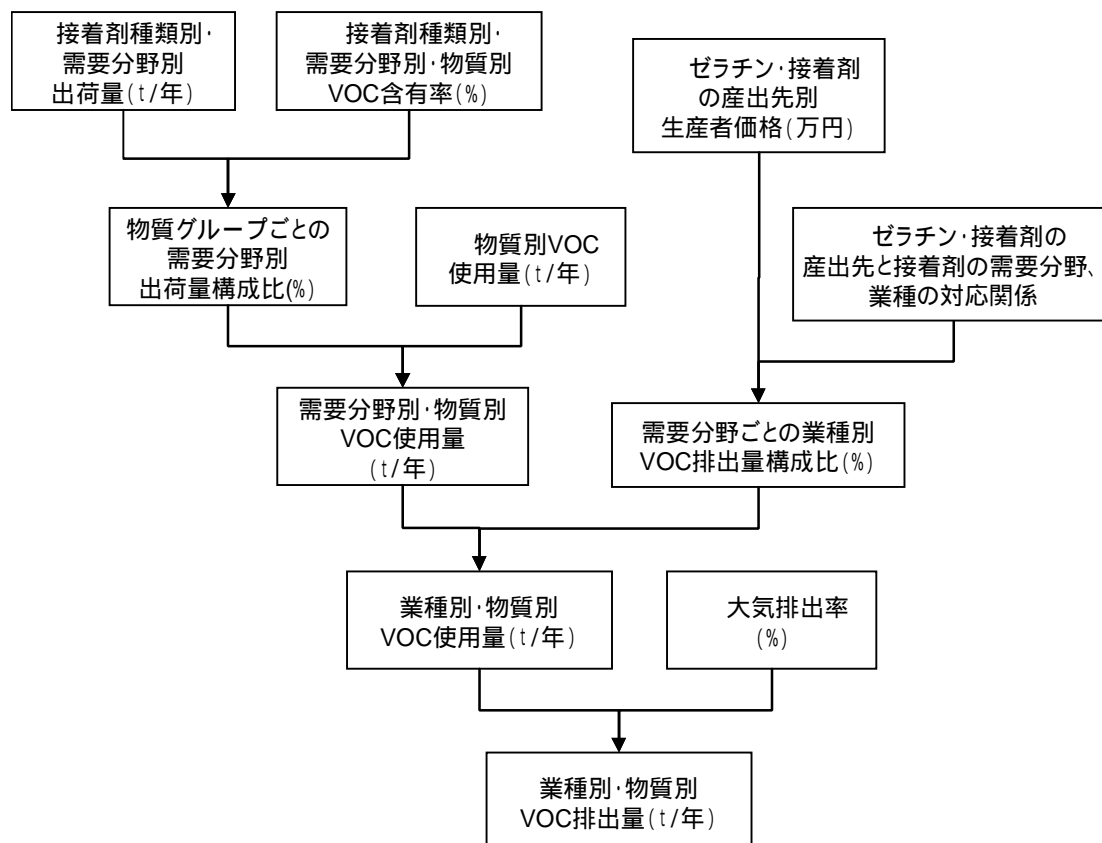 接着剤種類別・
需要分野別
出荷量(t/年)
接着剤種類別・
需要分野別・物質別
VOC含有率(%)
ゼラチン・接着剤
の産出先別
生産者価格(万円)
物質グループごとの
需要分野別
出荷量構成比(%)
物質別VOC
使用量(t/年)
ゼラチン・接着剤の
産出先と接着剤の需要分野、
業種の対応関係
需要分野別・物質別
VOC使用量
(t/年)
需要分野ごとの業種別
VOC排出量構成比(%)
業種別・物質別
VOC使用量(t/年)
大気排出率
(%)
業種別・物質別
VOC排出量(t/年)